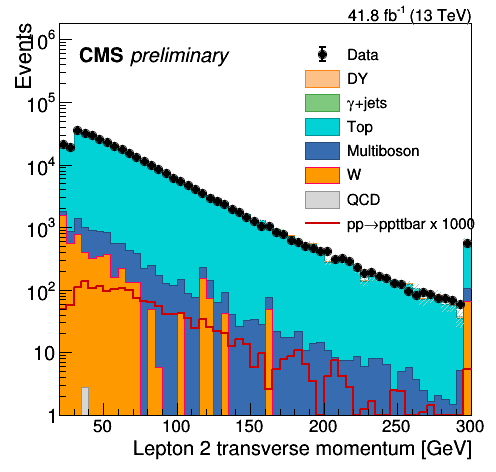 41.8 fb⁻¹ (13 TeV)
Events
CMS preliminary
Data
DY
γ+jets
Top
Multiboson
W
QCD
pp→ppttbar x 1000
10⁶
10⁵
10⁴
10³
10²
10
1
50 100 150 200 250 300
Lepton 2 transverse momentum [GeV]